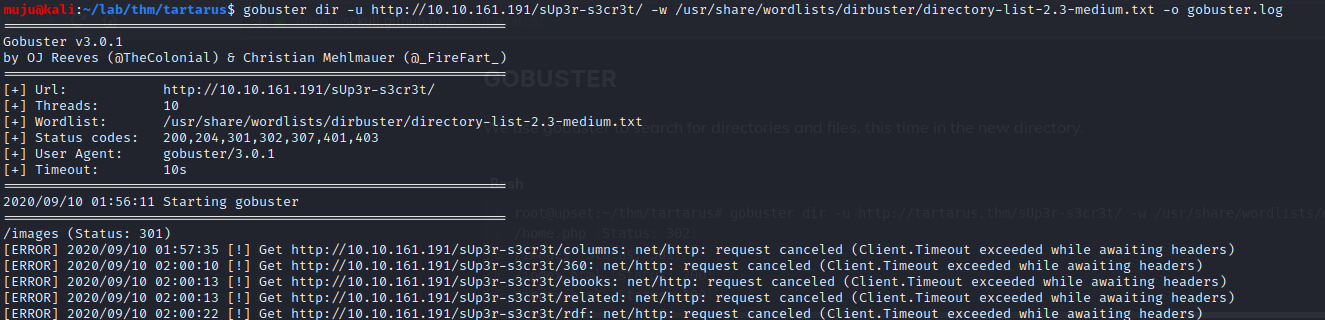 muju@kali:~/lab/thm/tartarus$ gobuster dir -u http://10.10.161.191/sUp3r-s3cr3t/ -w /usr/share/wordlists/dirbuster/directory-list-2.3-medium.txt -o gobuster.log
===============================================================
Gobuster v3.0.1
by OJ Reeves (@TheColonial) & Christian Mehlmauer (@_FireFart_)
===============================================================
[+] Url:            http://10.10.161.191/sUp3r-s3cr3t/
[+] Threads:        10
[+] Wordlist:       /usr/share/wordlists/dirbuster/directory-list-2.3-medium.txt
[+] Status codes:   200,204,301,302,307,401,403
[+] User Agent:     gobuster/3.0.1
[+] Timeout:        10s
===============================================================
2020/09/10 01:56:11 Starting gobuster
===============================================================
/images (Status: 301)
[ERROR] 2020/09/10 01:57:35 [!] Get http://10.10.161.191/sUp3r-s3cr3t/columns: net/http: request canceled (Client.Timeout exceeded while awaiting headers)
[ERROR] 2020/09/10 02:00:10 [!] Get http://10.10.161.191/sUp3r-s3cr3t/360: net/http: request canceled (Client.Timeout exceeded while awaiting headers)
[ERROR] 2020/09/10 02:00:13 [!] Get http://10.10.161.191/sUp3r-s3cr3t/ebooks: net/http: request canceled (Client.Timeout exceeded while awaiting headers)
[ERROR] 2020/09/10 02:00:13 [!] Get http://10.10.161.191/sUp3r-s3cr3t/related: net/http: request canceled (Client.Timeout exceeded while awaiting headers)
[ERROR] 2020/09/10 02:00:22 [!] Get http://10.10.161.191/sUp3r-s3cr3t/rdf: net/http: request canceled (Client.Timeout exceeded while awaiting headers)
GOBUSTER
We use gobuster to search for directories and files, this time in the new directory.
Bash
root@upset:~/thm/tartarus# gobuster dir -u http://tartarus.thm/sUp3r-s3cr3t/ -w /usr/share/wordlists/
/home.php (Status: 302)